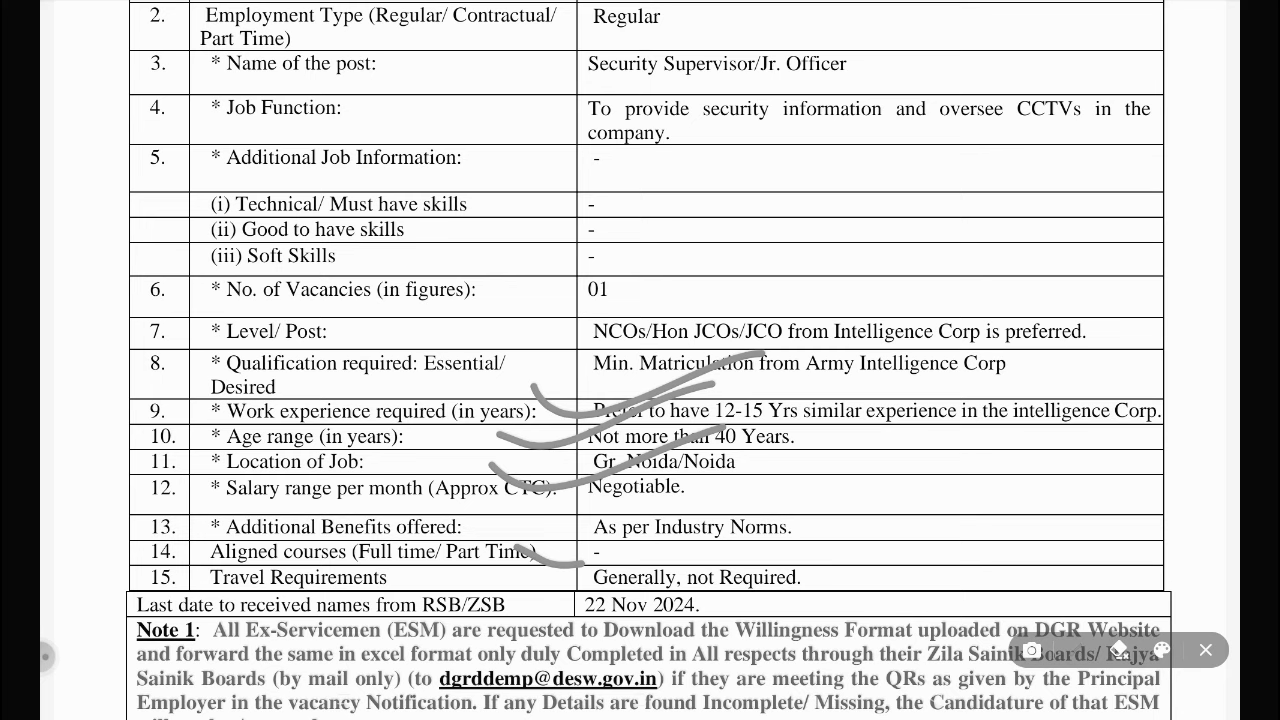 2. Employment Type (Regular/ Contractual/ Regular
Part Time)
3. * Name of the post: Security Supervisor/Jr. Officer
4. * Job Function: To provide security information and oversee CCTVs in the
company.
5. * Additional Job Information: -
(i) Technical/ Must have skills -
(ii) Good to have skills -
(iii) Soft Skills -
6. * No. of Vacancies (in figures): 01
7. * Level/ Post: NCOs/Hon JCOs/JCO from Intelligence Corp is preferred.
8. * Qualification required: Essential/ Min. Matriculation from Army Intelligence Corp
Desired
9. * Work experience required (in years): Prefer to have 12-15 Yrs similar experience in the intelligence Corp.
10. * Age range (in years): Not more than 40 Years.
11. * Location of Job: Gr. Noida/Noida
12. * Salary range per month (Approx CTC): Negotiable.
13. * Additional Benefits offered: As per Industry Norms.
14. Aligned courses (Full time/ Part Time) -
15. Travel Requirements Generally, not Required.
Last date to received names from RSB/ZSB 22 Nov 2024.
Note 1: All Ex-Servicemen (ESM) are requested to Download the Willingness Format uploaded on DGR Website
and forward the same in excel format only duly Completed in All respects through their Zila Sainik Boards/ Rajya
Sainik Boards (by mail only) (to dgrddemp@desw.gov.in) if they are meeting the QRs as given by the Principal
Employer in the vacancy Notification. If any Details are found Incomplete/ Missing, the Candidature of that ESM